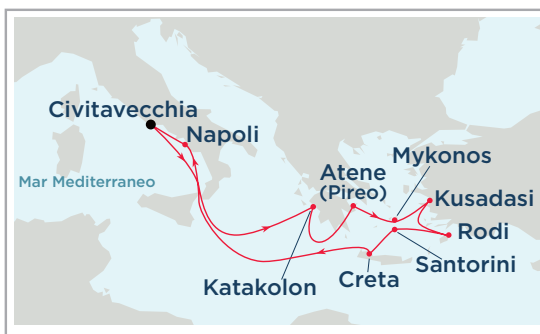 Civitavecchia
Napoli
Mar Mediterraneo
Atene
(Pireo)
Mykonos
Kusadasi
Rodi
Santorini
Creta
Katakolon